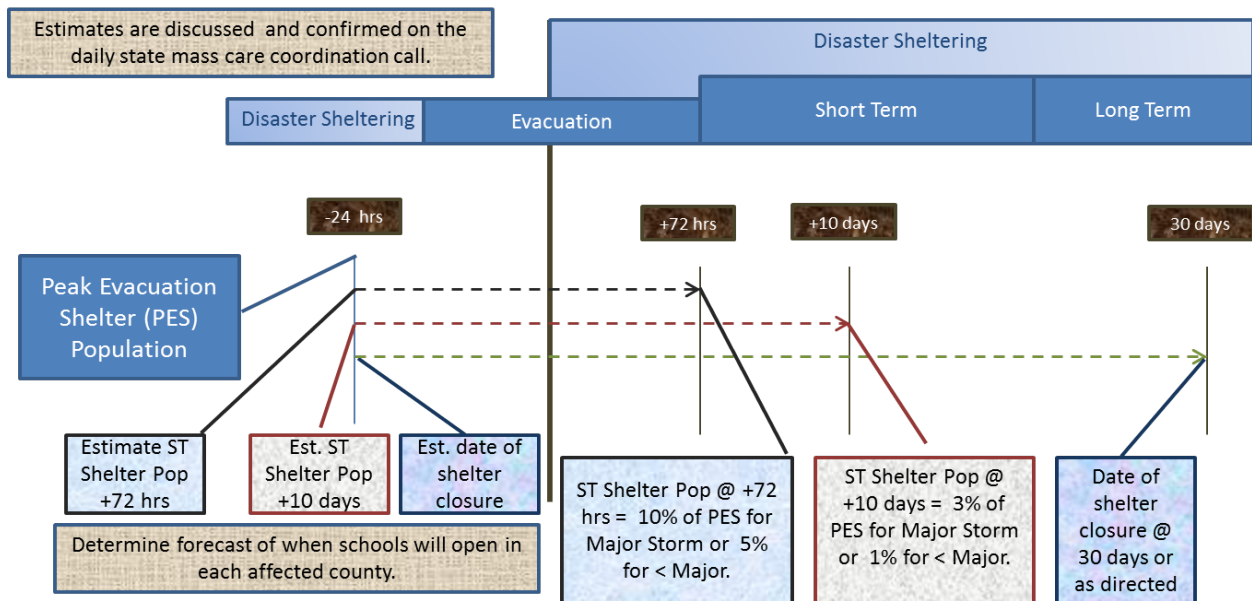 Estimates are discussed and confirmed on the
daily state mass care coordination call.
Disaster Sheltering
Disaster Sheltering
Evacuation
Short Term
Long Term
-24 hrs
+72 hrs
+10 days
30 days
Peak Evacuation
Shelter (PES)
Population
Estimate ST
Shelter Pop
+72 hrs
Est. ST
Shelter Pop
+10 days
Est. date of
shelter
closure
ST Shelter Pop @ +72
hrs = 10% of PES for
Major Storm or 5%
for < Major.
ST Shelter Pop @
+10 days = 3% of
PES for Major Storm
or 1% for < Major.
Date of
shelter
closure @
30 days or
as directed
Determine forecast of when schools will open in
each affected county.